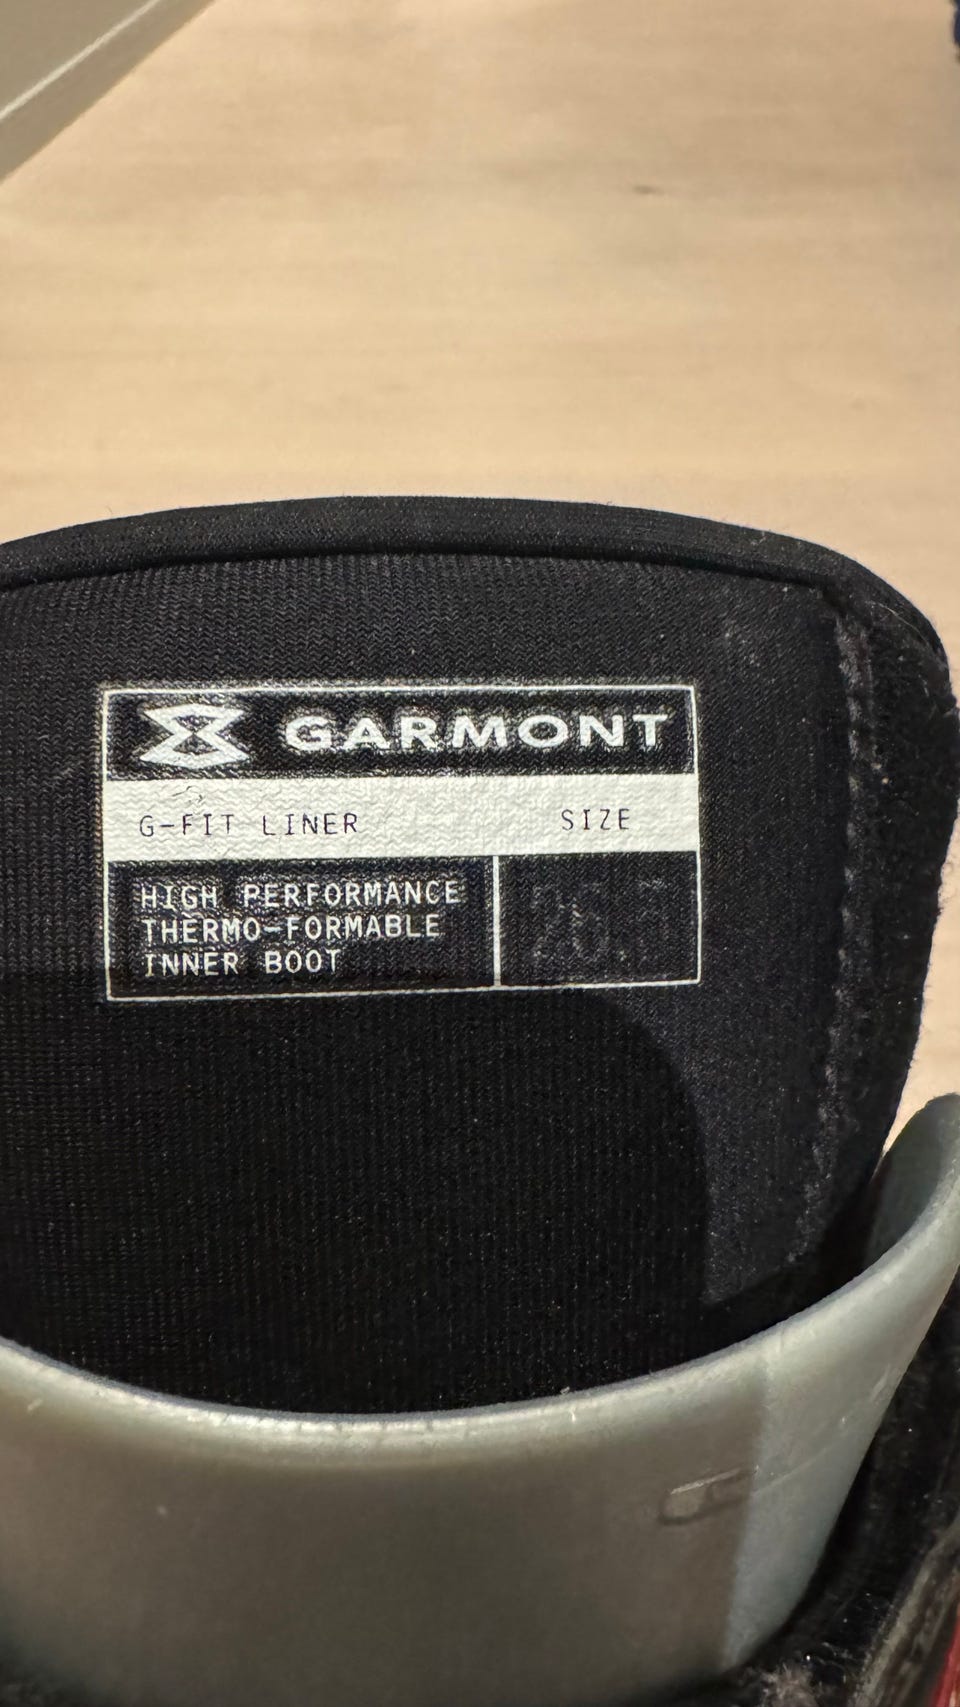 GARMONT
G-FIT LINER
SIZE
HIGH PERFORMANCE
THERMO-FORMABLE
INNER BOOT